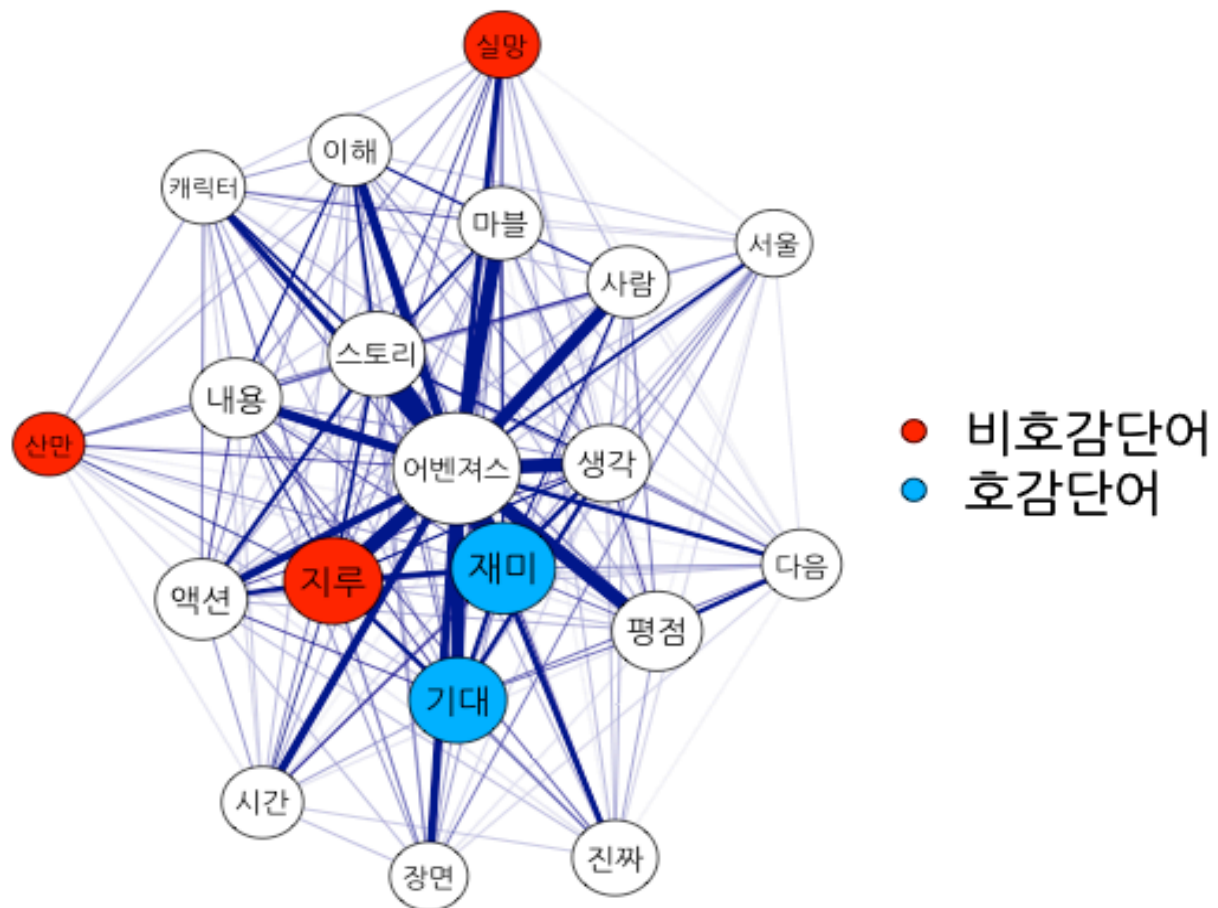 실망
이해
캐릭터
마블
서울
사람
스토리
내용
산만
어벤져스
생각
지루
재미
다음
액션
평점
기대
시간
장면
진짜
비호감단어
호감단어